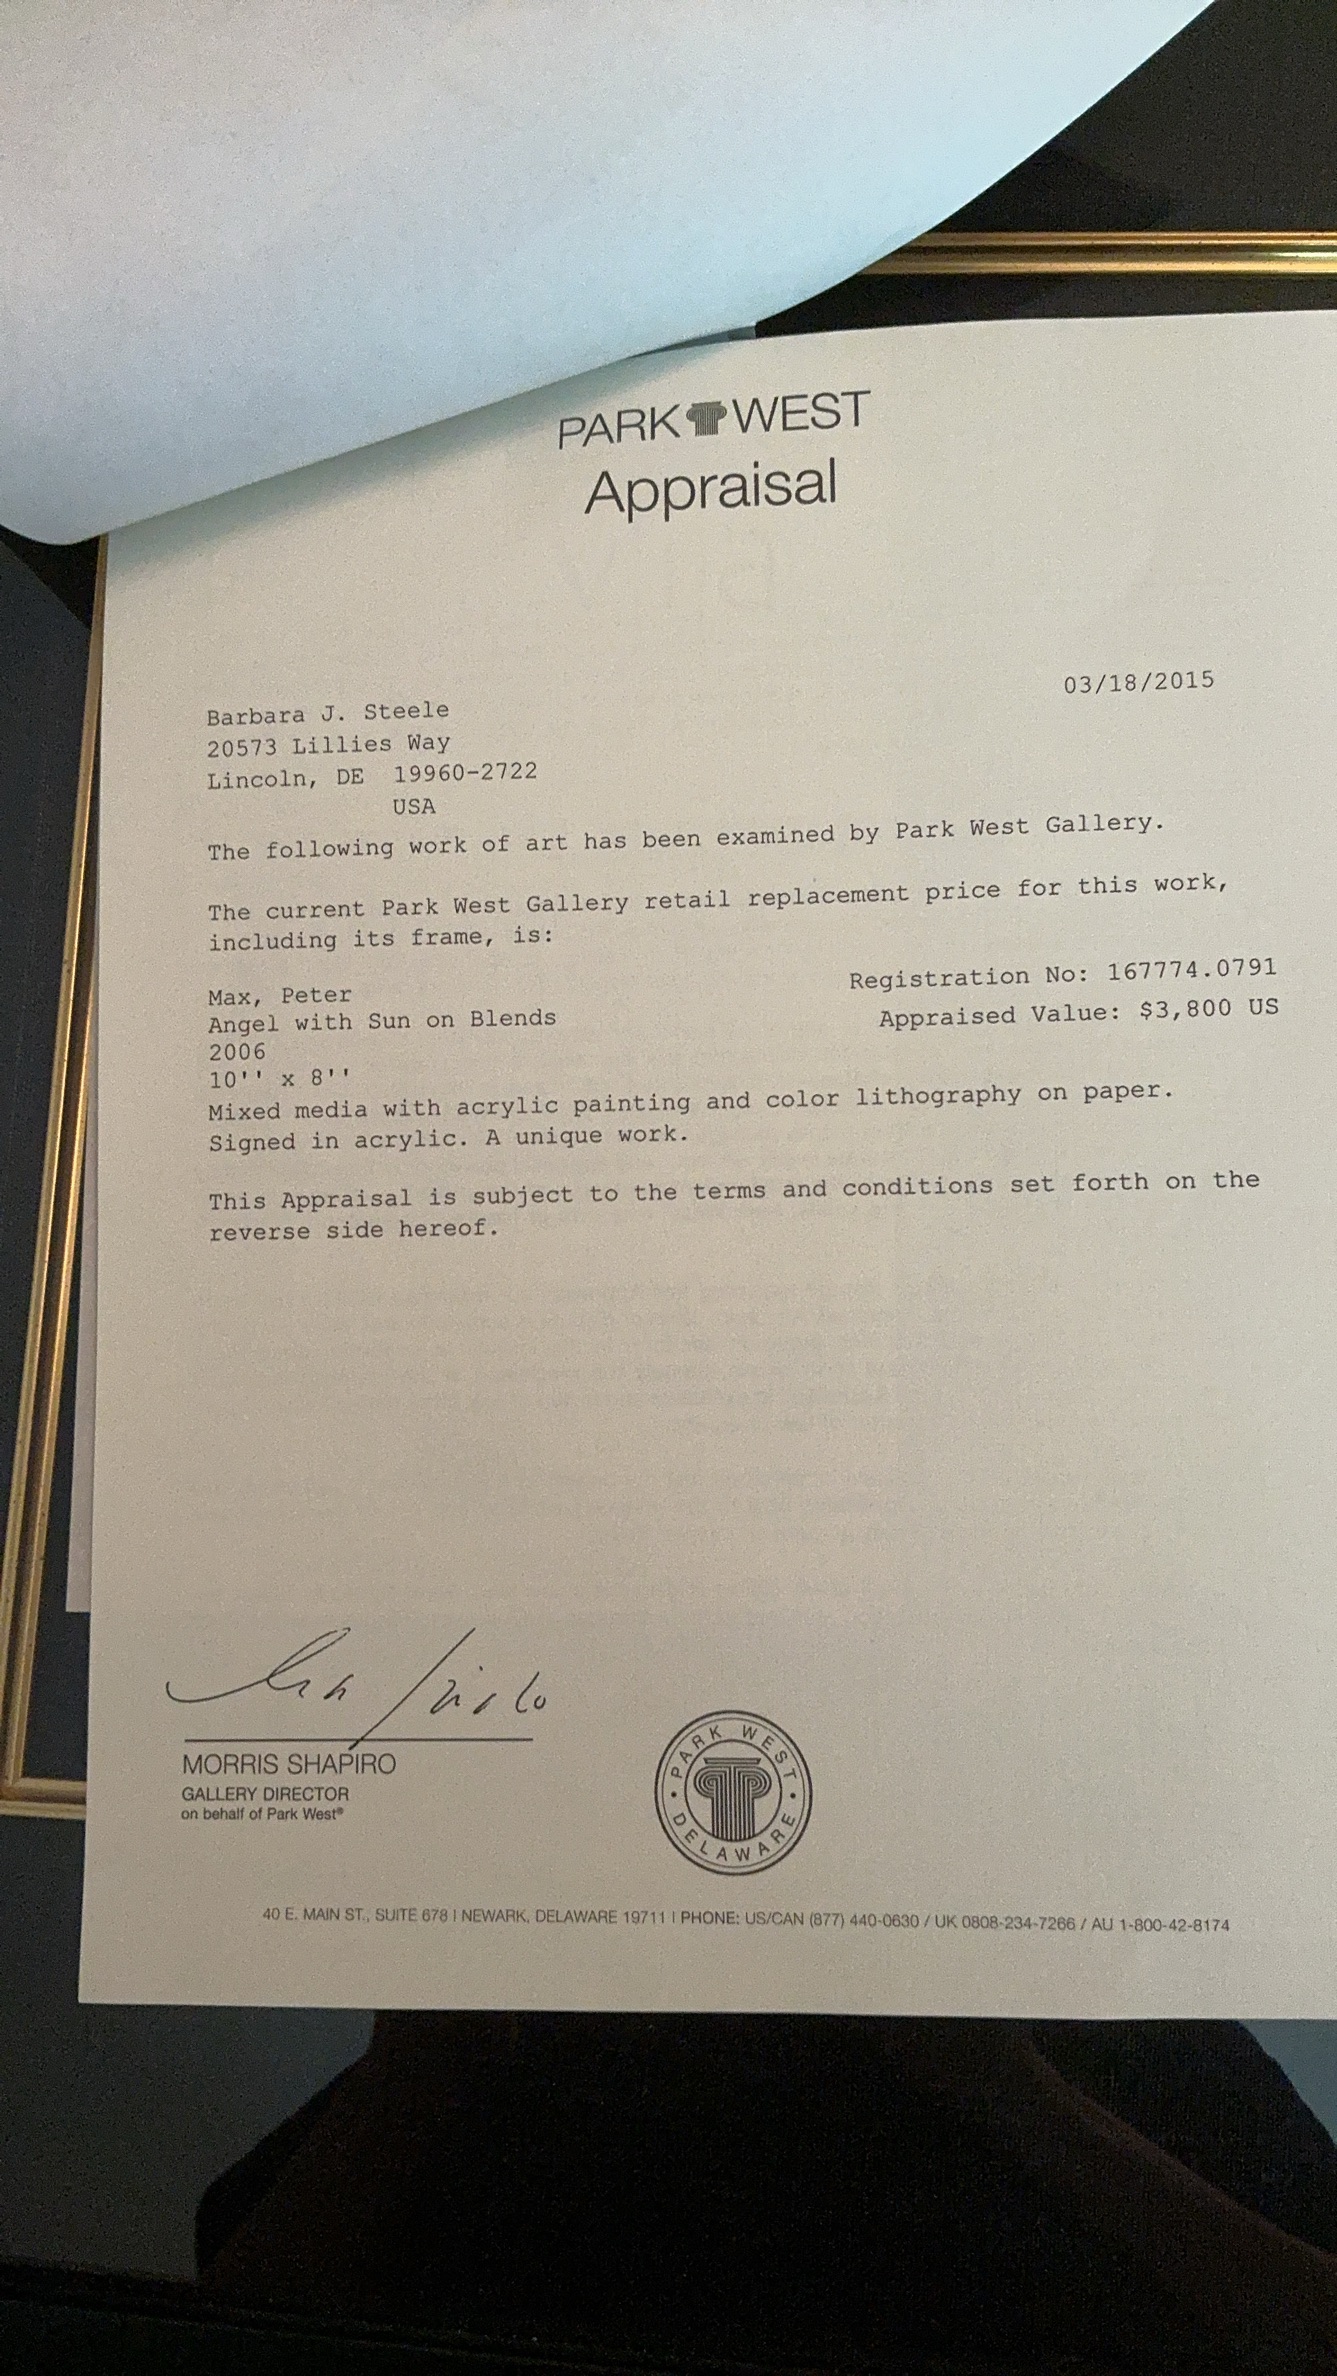 PARK WEST
Appraisal
03/18/2015
Barbara J. Steele
20573 Lillies Way
Lincoln, DE 19960-2722
USA
The following work of art has been examined by Park West Gallery.
The current Park West Gallery retail replacement price for this work,
including its frame, is:
Registration No: 167774.0791
Appraised Value: $3,800 US
Max, Peter
Angel with Sun on Blends
2006
10'' x 8''
Mixed media with acrylic painting and color lithography on paper.
Signed in acrylic. A unique work.
This Appraisal is subject to the terms and conditions set forth on the
reverse side hereof.
MORRIS SHAPIRO
GALLERY DIRECTOR
on behalf of Park West®
PARK WEST
DELAWARE
40 E. MAIN ST., SUITE 678 | NEWARK, DELAWARE 19711 | PHONE: US/CAN (877) 440-0630 / UK 0808-234-7266 / AU 1-800-42-8174